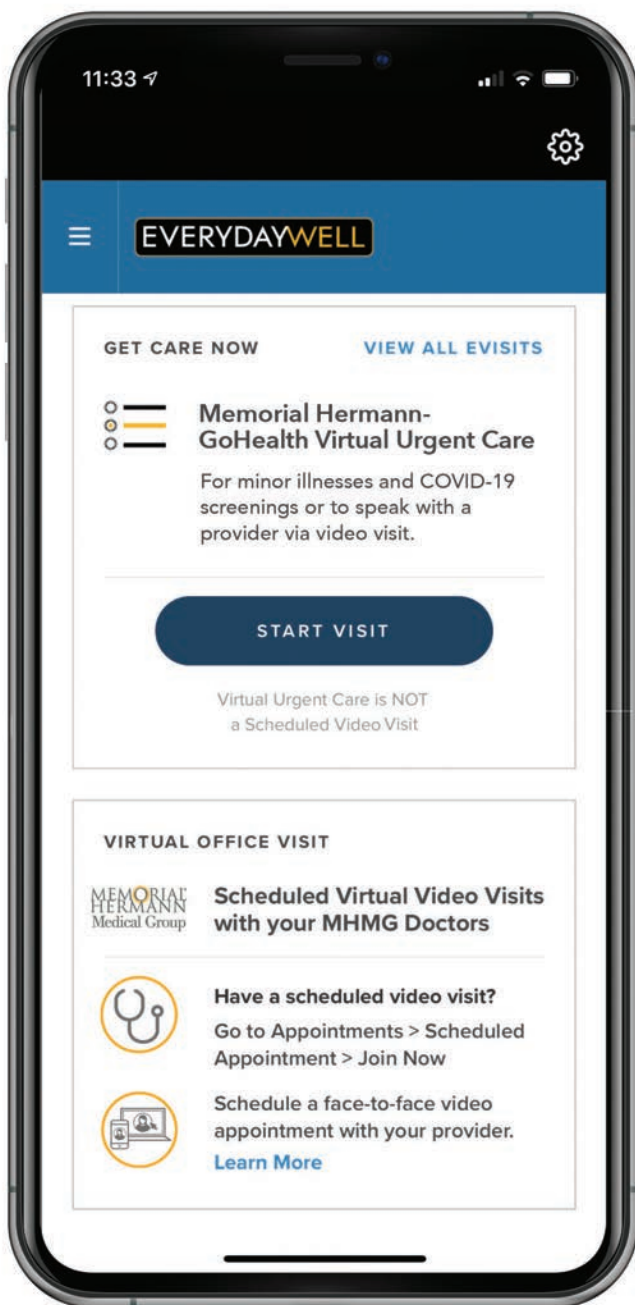 11:33
EVERYDAYWELL
GET CARE NOW
VIEW ALL EVISITS
Memorial Hermann-
GoHealth Virtual Urgent Care
For minor illnesses and COVID-19
screenings or to speak with a
provider via video visit.
START VISIT
Virtual Urgent Care is NOT
a Scheduled Video Visit
VIRTUAL OFFICE VISIT
MEMORIAL
HERMANN
Medical Group
Scheduled Virtual Video Visits
with your MHMG Doctors
Have a scheduled video visit?
Go to Appointments > Scheduled
Appointment > Join Now
Schedule a face-to-face video
appointment with your provider.
Learn More